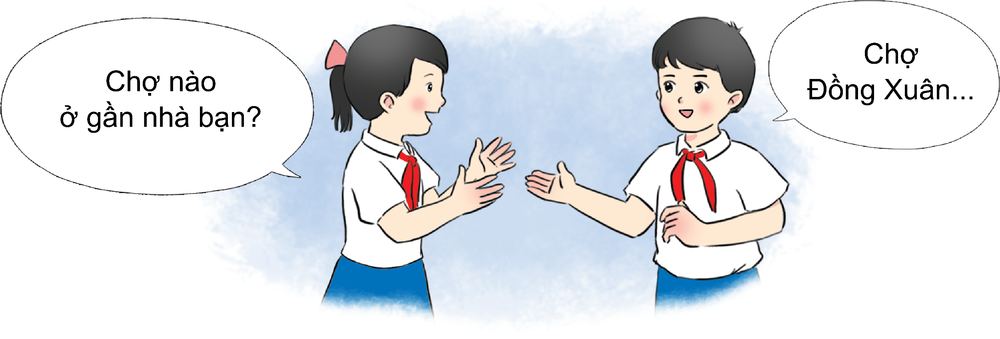 Chợ nào
ở gần nhà bạn?
Chợ
Đồng Xuân...